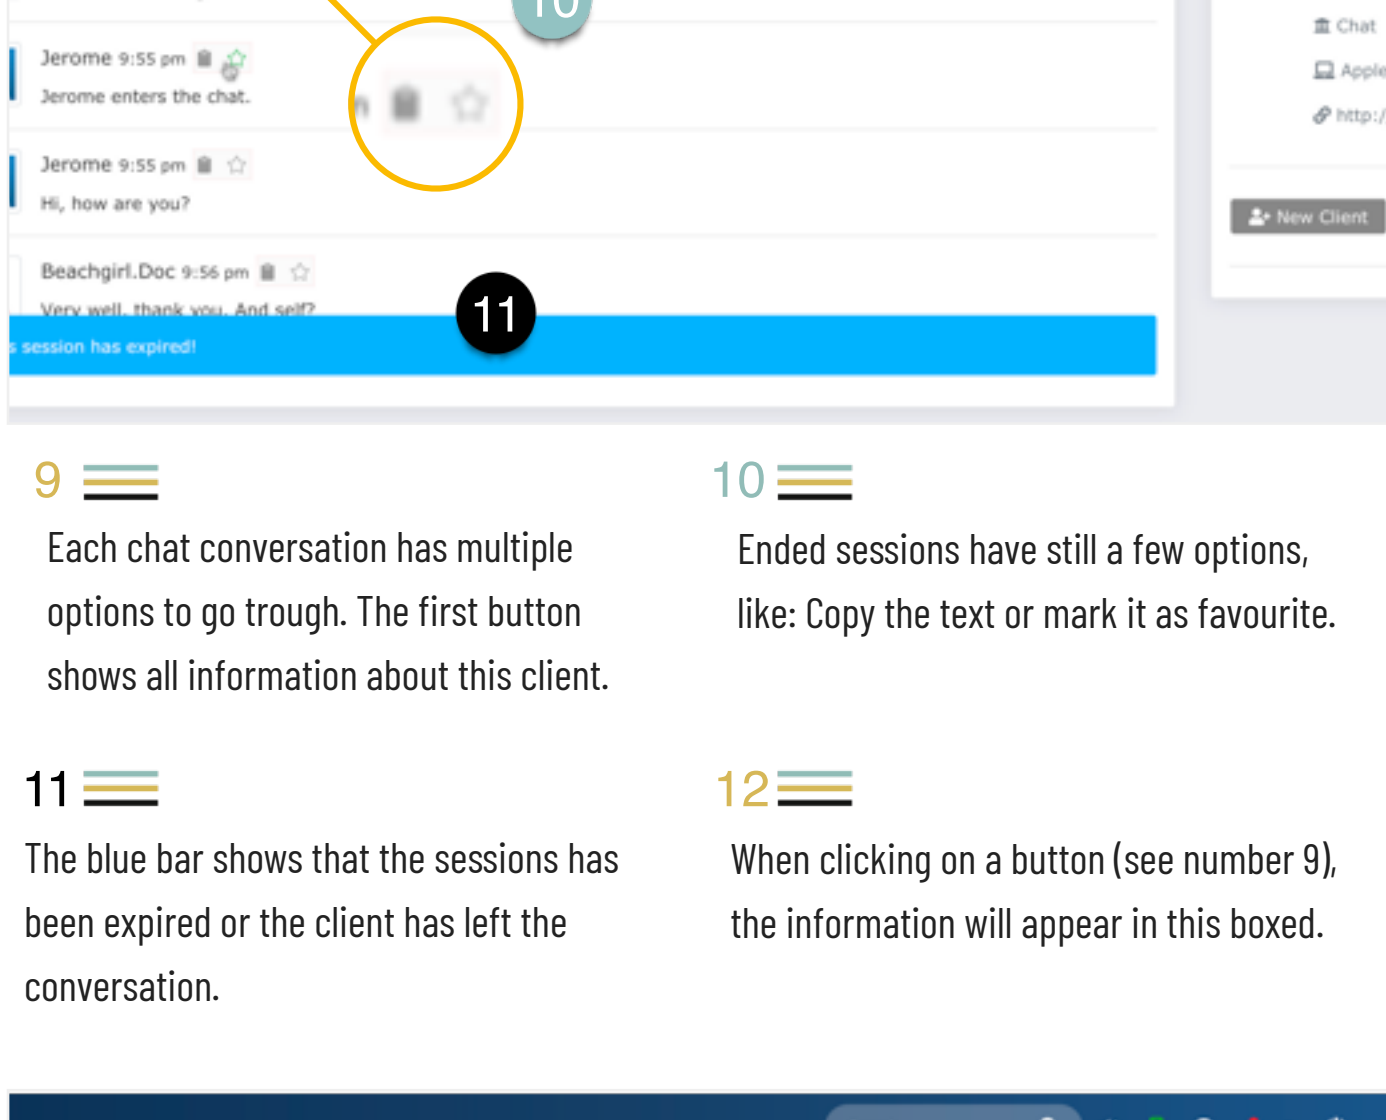 10
Jerome 9:55 pm
Jerome enters the chat.
Jerome 9:55 pm
Hi, how are you?
Beachgirl.Doc 9:56 pm
Very well, thank you. And self?
11
s session has expired!
Chat
Apple
http:/
New Client
9
Each chat conversation has multiple
options to go trough. The first button
shows all information about this client.
10
Ended sessions have still a few options,
like: Copy the text or mark it as favourite.
11
The blue bar shows that the sessions has
been expired or the client has left the
conversation.
12
When clicking on a button (see number 9),
the information will appear in this boxed.